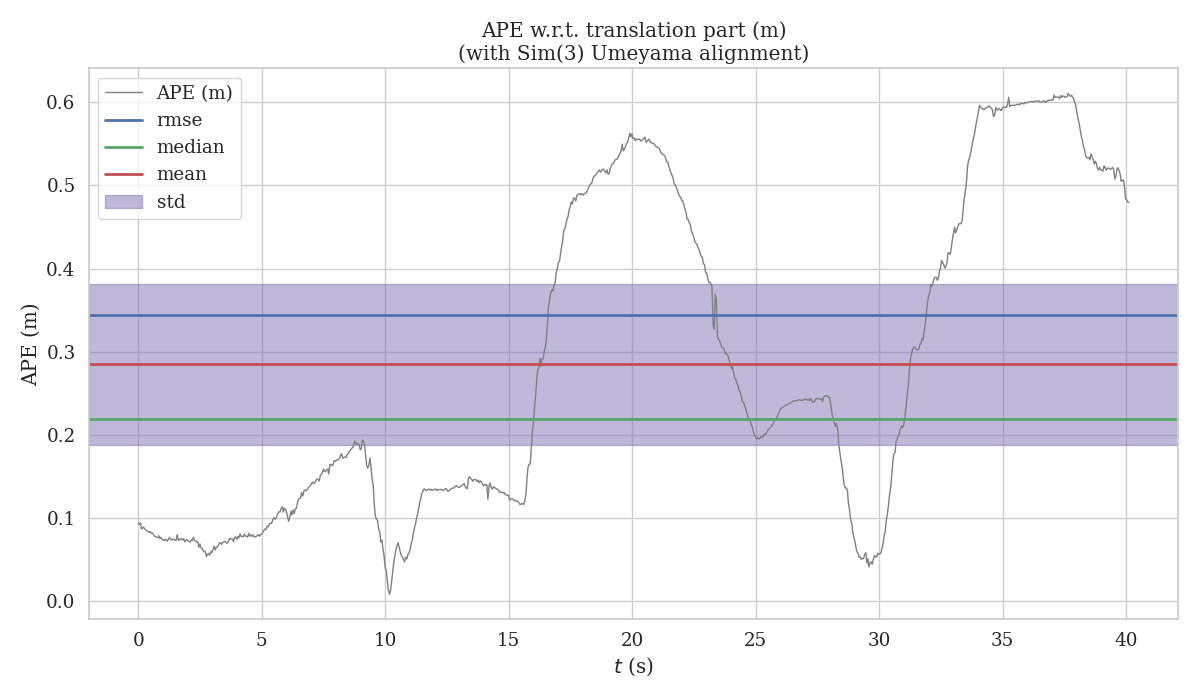 APE w.r.t. translation part (m)
(with Sim(3) Umeyama alignment)
APE (m)
rmse
median
mean
std
APE (m)
0.6
0.5
0.4
0.3
0.2
0.1
0.0
0 5 10 15 20 25 30 35 40
t (s)